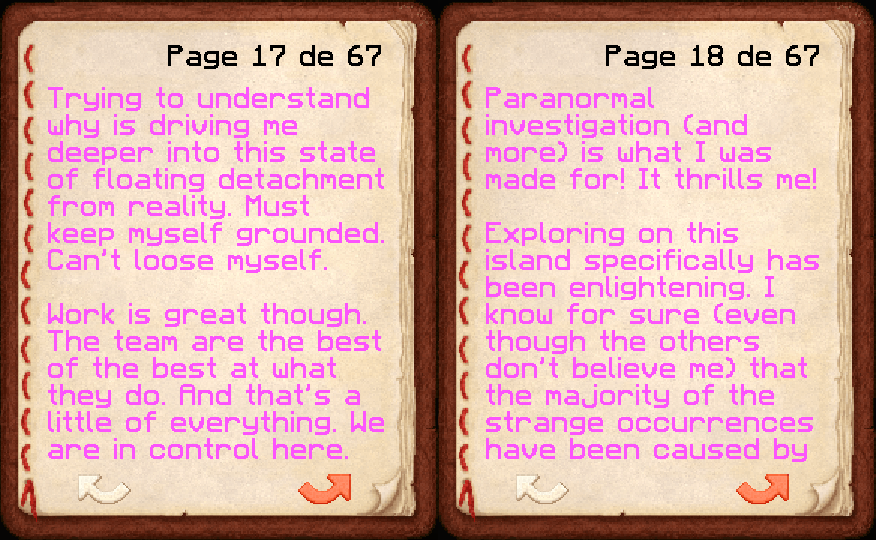 Page 17 de 67
Trying to understand
why is driving me
deeper into this state
of floating detachment
from reality. Must
keep myself grounded.
Can't loose myself.
Work is great though.
The team are the best
of the best at what
they do. And that's a
little of everything. We
are in control here.
Page 18 de 67
Paranormal
investigation (and
more) is what I was
made for! It thrills me!
Exploring on this
island specifically has
been enlightening. I
know for sure (even
though the others
don't believe me) that
the majority of the
strange occurrences
have been caused by